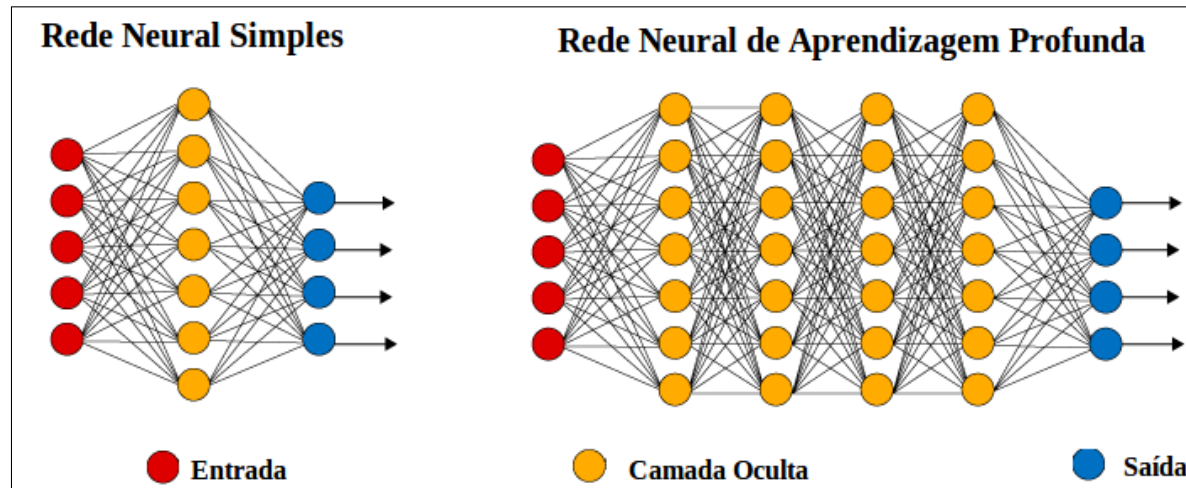 Rede Neural Simples
Rede Neural de Aprendizagem Profunda
Entrada
Camada Oculta
Saída